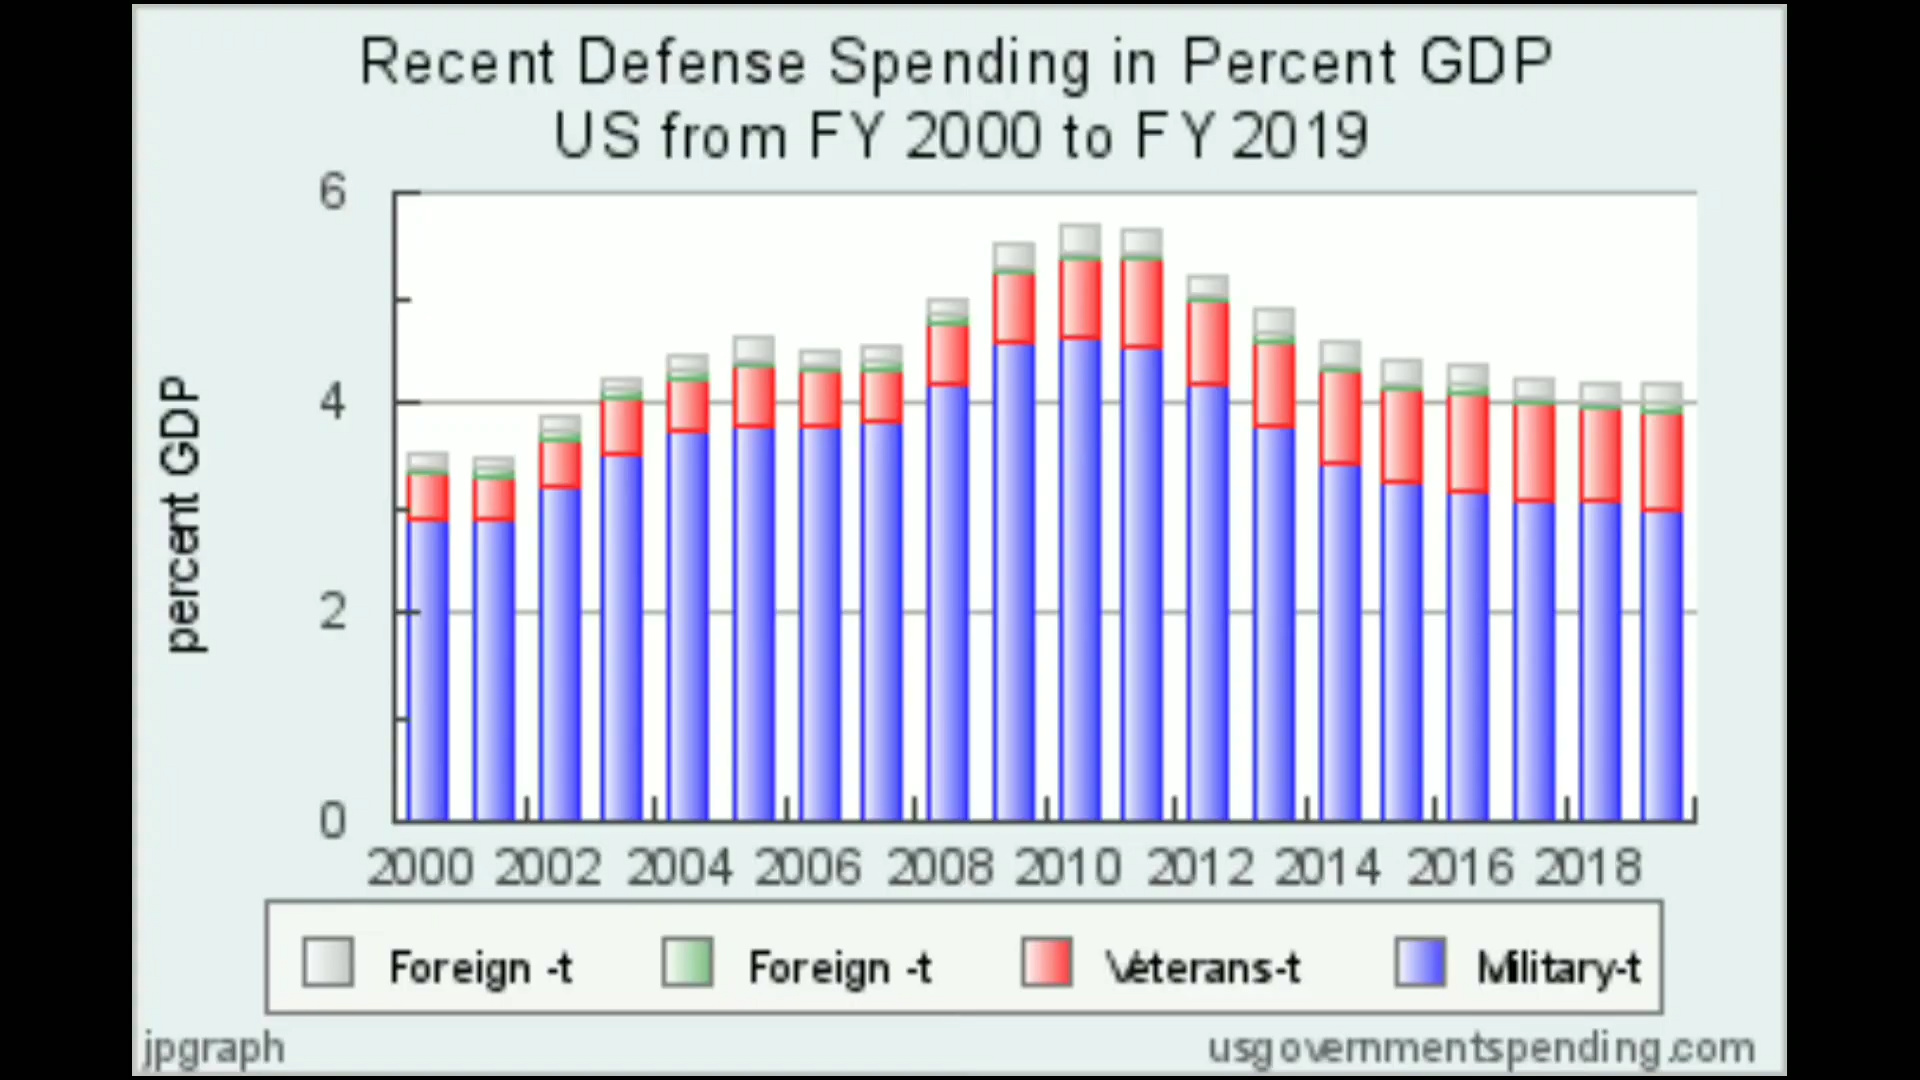 Recent Defense Spending in Percent GDP
US from FY 2000 to FY 2019
6
4
2
0
percent GDP
2000 2002 2004 2006 2008 2010 2012 2014 2016 2018
Foreign -t Foreign -t Veterans-t Military-t
jpgraph usgovernmentspending.com